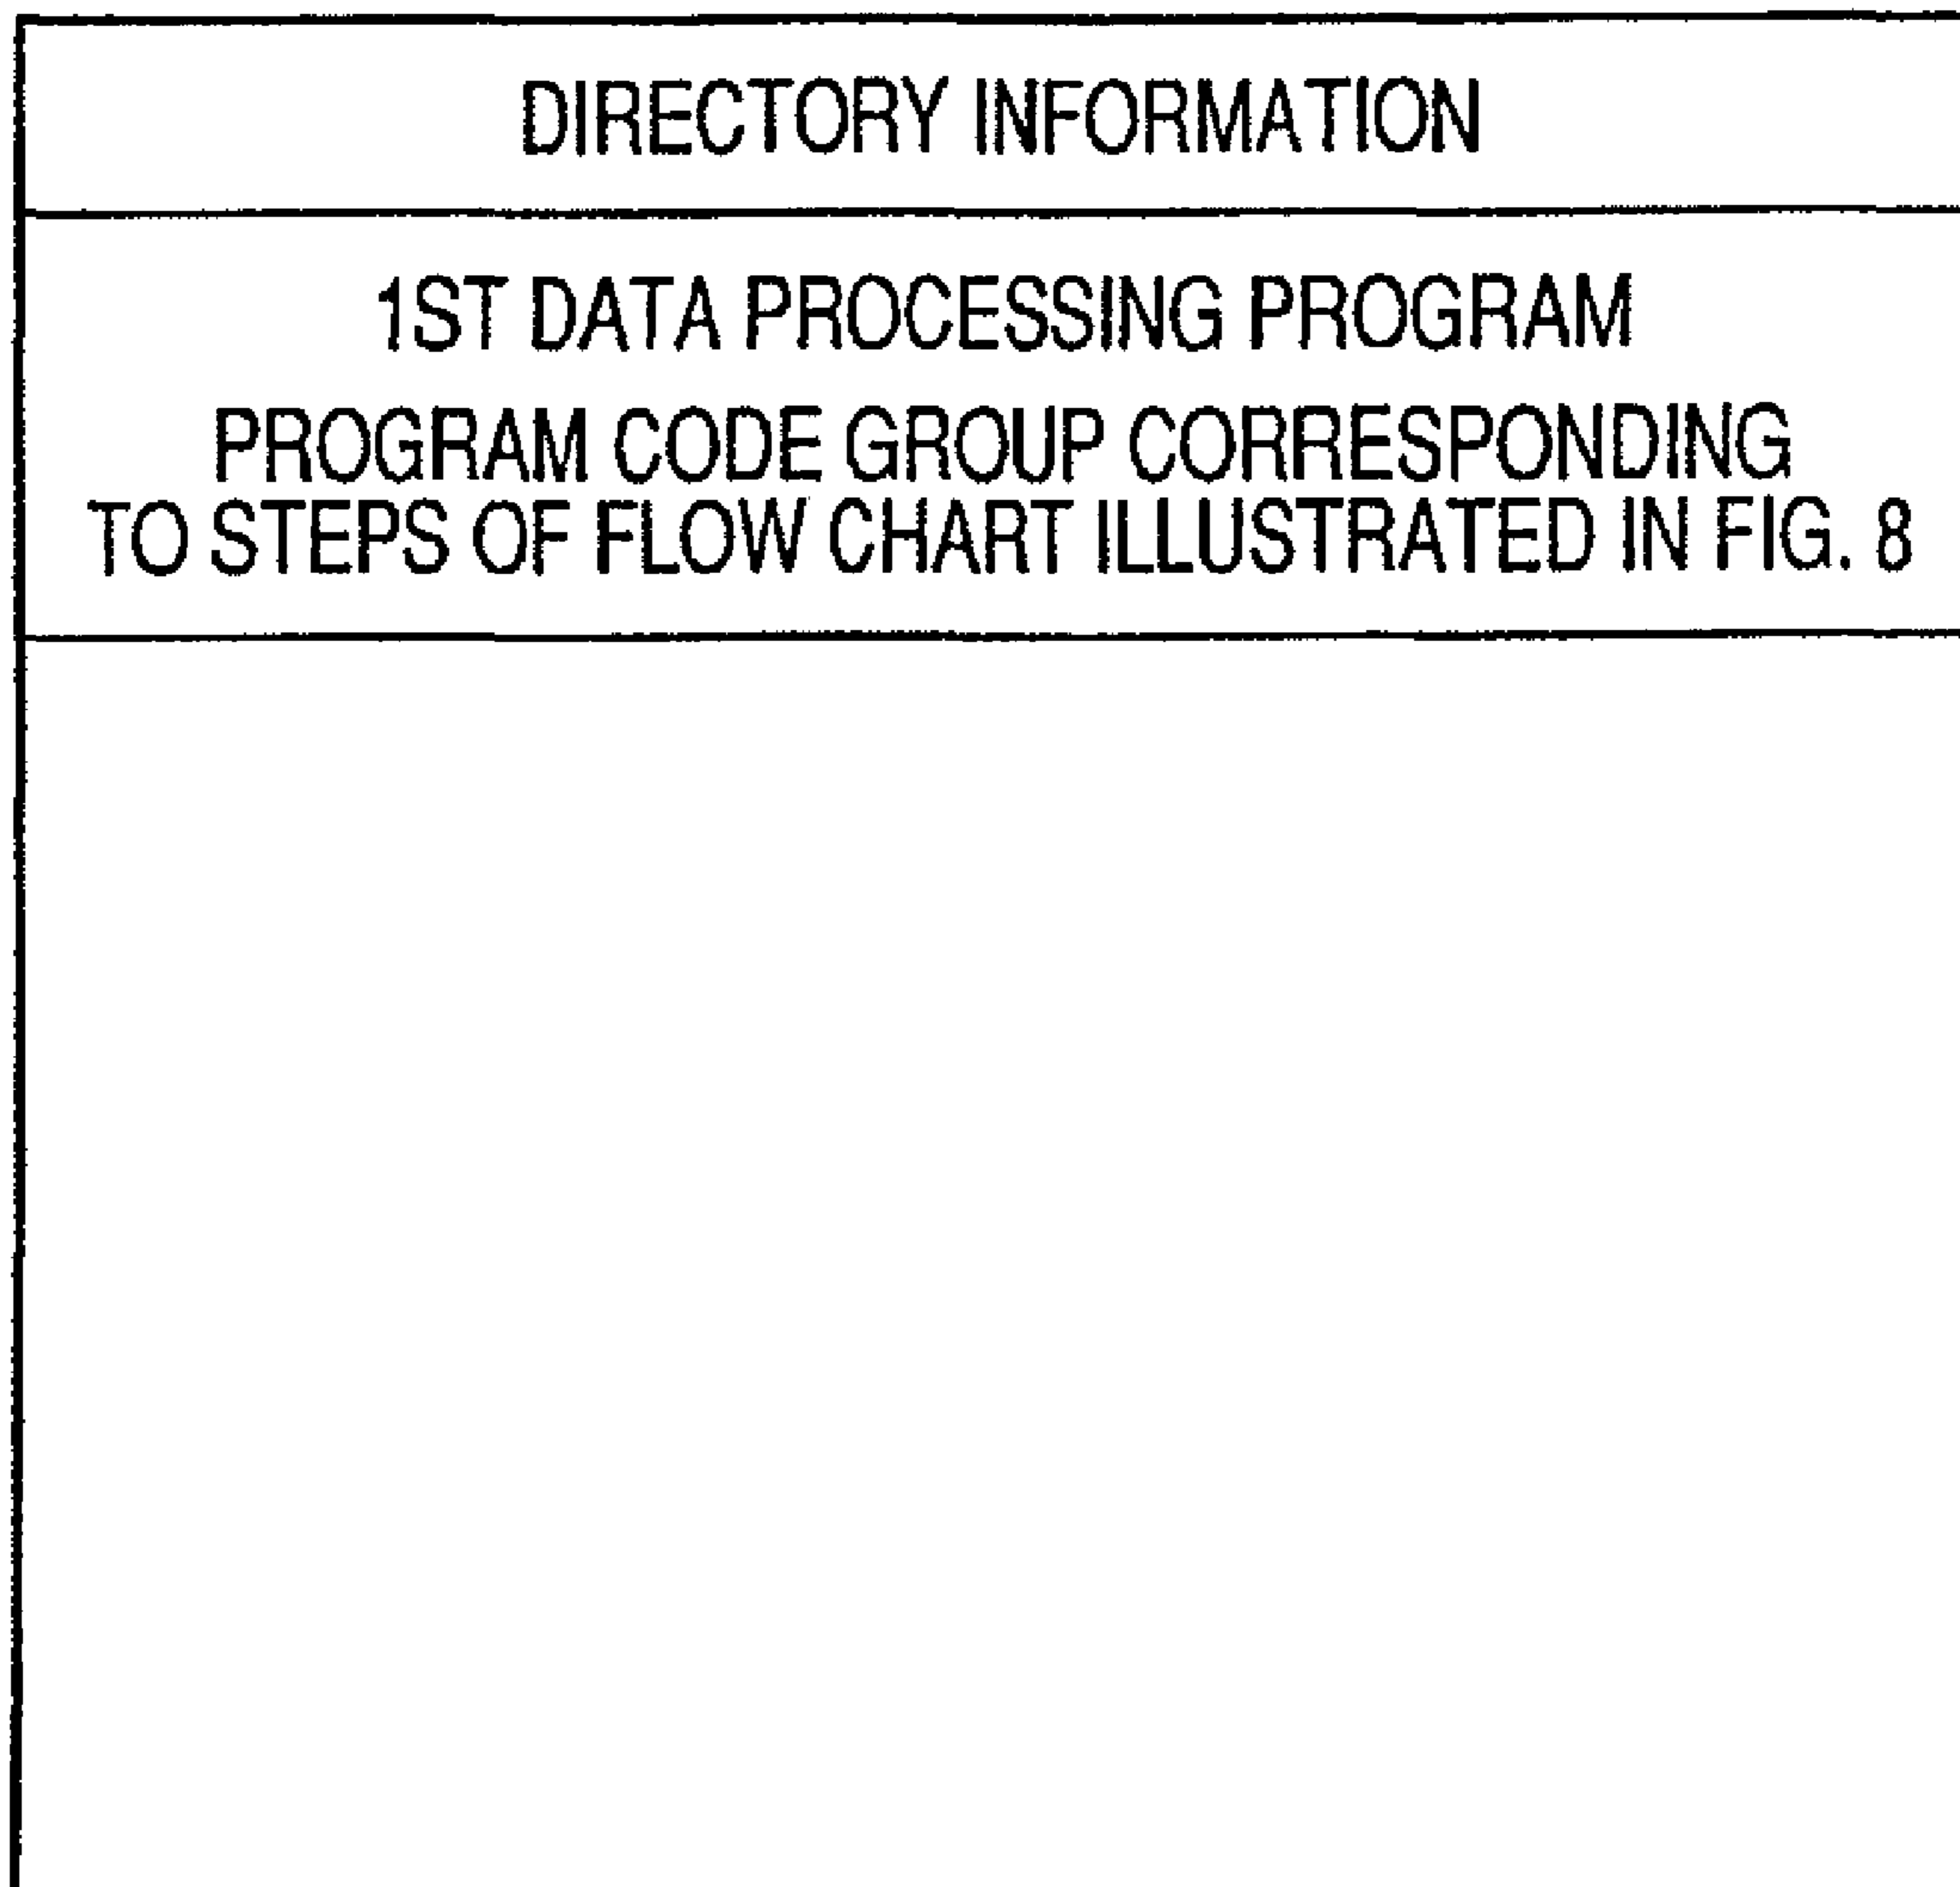 DIRECTORY INFORMATION
1ST DATA PROCESSING PROGRAM
PROGRAM CODE GROUP CORRESPONDING
TO STEPS OF FLOW CHART ILLUSTRATED IN FIG. 8